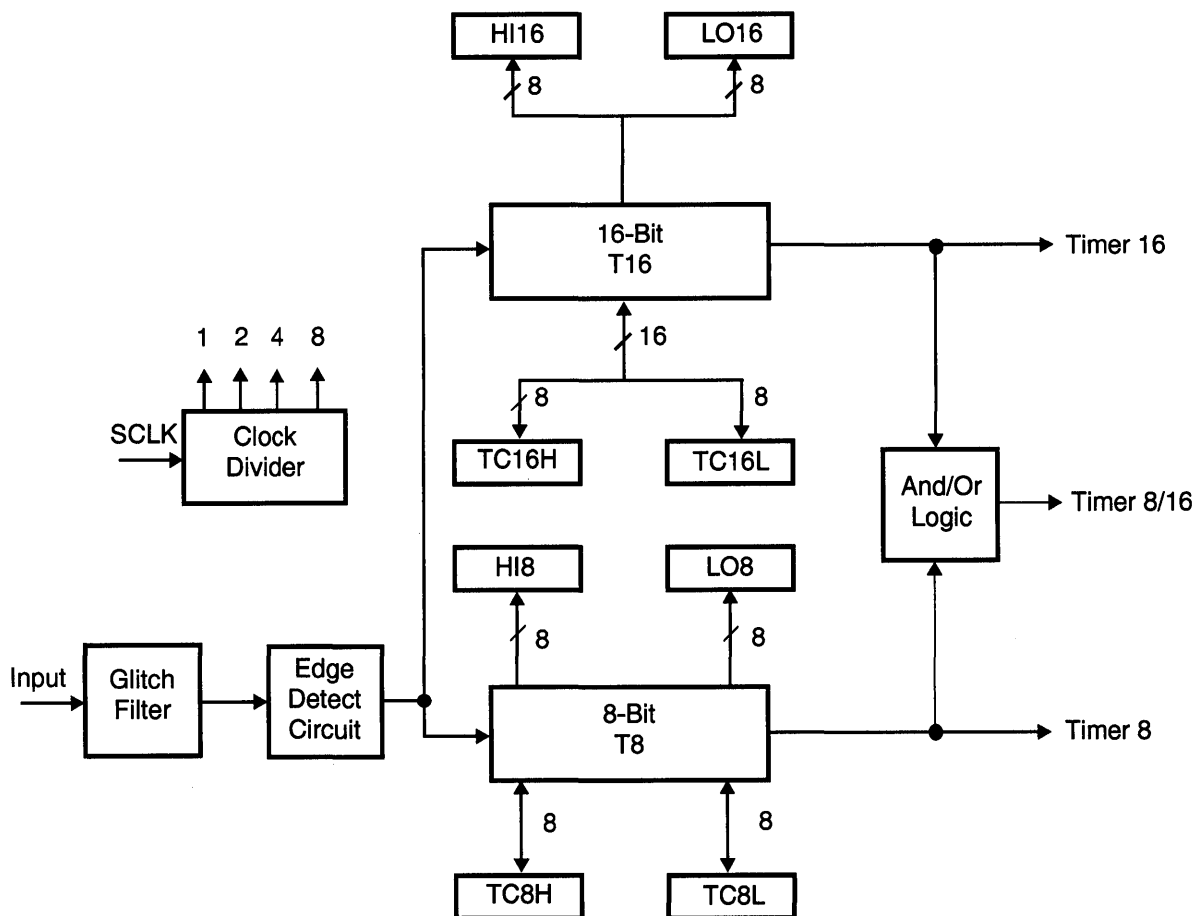 HI16
LO16
8
8
16-Bit
T16
Timer 16
16
1 2 4 8
8
8
SCLK
Clock
Divider
TC16H
TC16L
And/Or
Logic
Timer 8/16
HI8
LO8
8
8
Input
Glitch
Filter
Edge
Detect
Circuit
8-Bit
T8
Timer 8
8
8
TC8H
TC8L